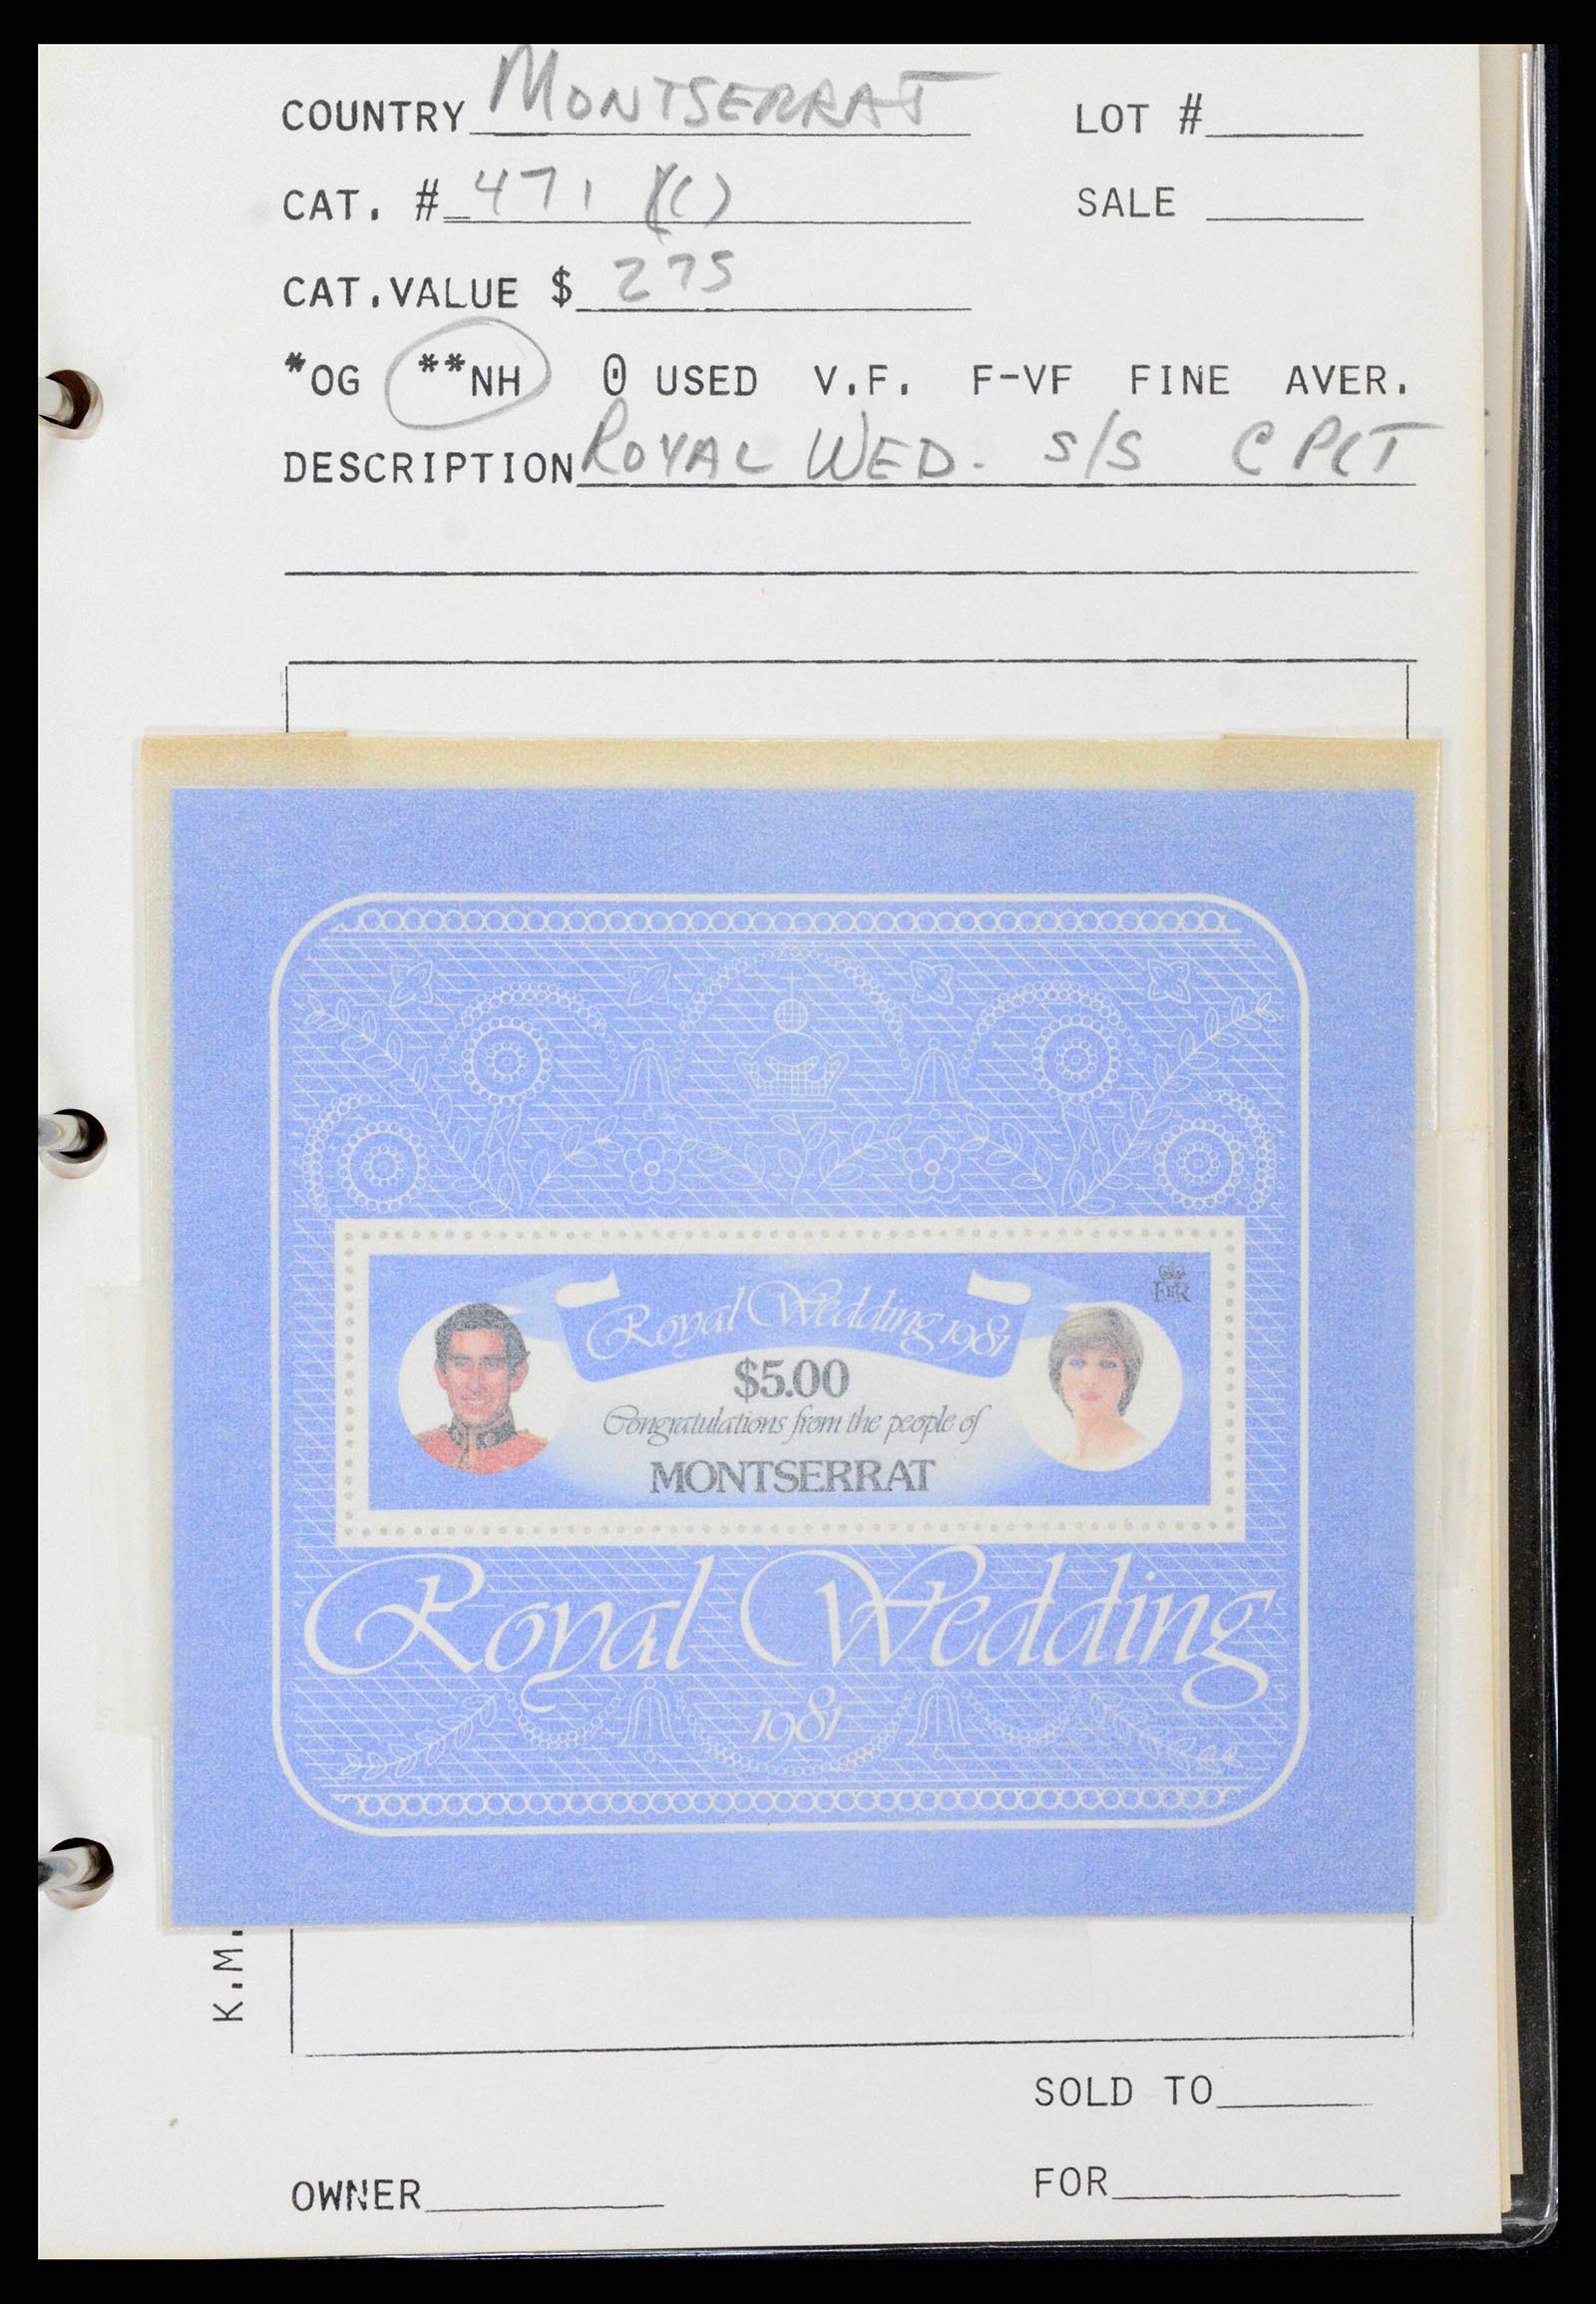 COUNTRY MONTSERRAT LOT #
CAT. # 471 SALE
CAT.VALUE $ 275
*OG **NH 0 USED V.F. F-VF FINE AVER.
DESCRIPTION ROYAL WED. S/S CPLT
Royal Wedding 1981
EIIR
$5.00
Congratulations from the people of
MONTSERRAT
Royal Wedding
1981
K.M.
SOLD TO
OWNER
FOR